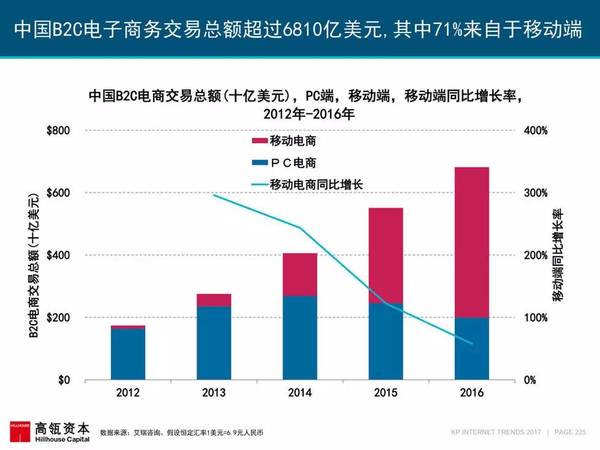 中国B2C电子商务交易总额超过6810亿美元,其中71%来自于移动端
中国B2C电商交易总额(十亿美元), PC端, 移动端, 移动端同比增长率,
2012年-2016年
$800
$600
$400
$200
$0
B2C电商交易总额(十亿美元)
移动电商
PC电商
移动电商同比增长
400%
300%
200%
100%
0%
移动端同比增长率
2012 2013 2014 2015 2016
HILLHOUSE
高瓴资本
Hillhouse Capital
数据来源: 艾瑞咨询, 假设恒定汇率1美元=6.9元人民币
KP INTERNET TRENDS 2017 | PAGE 225